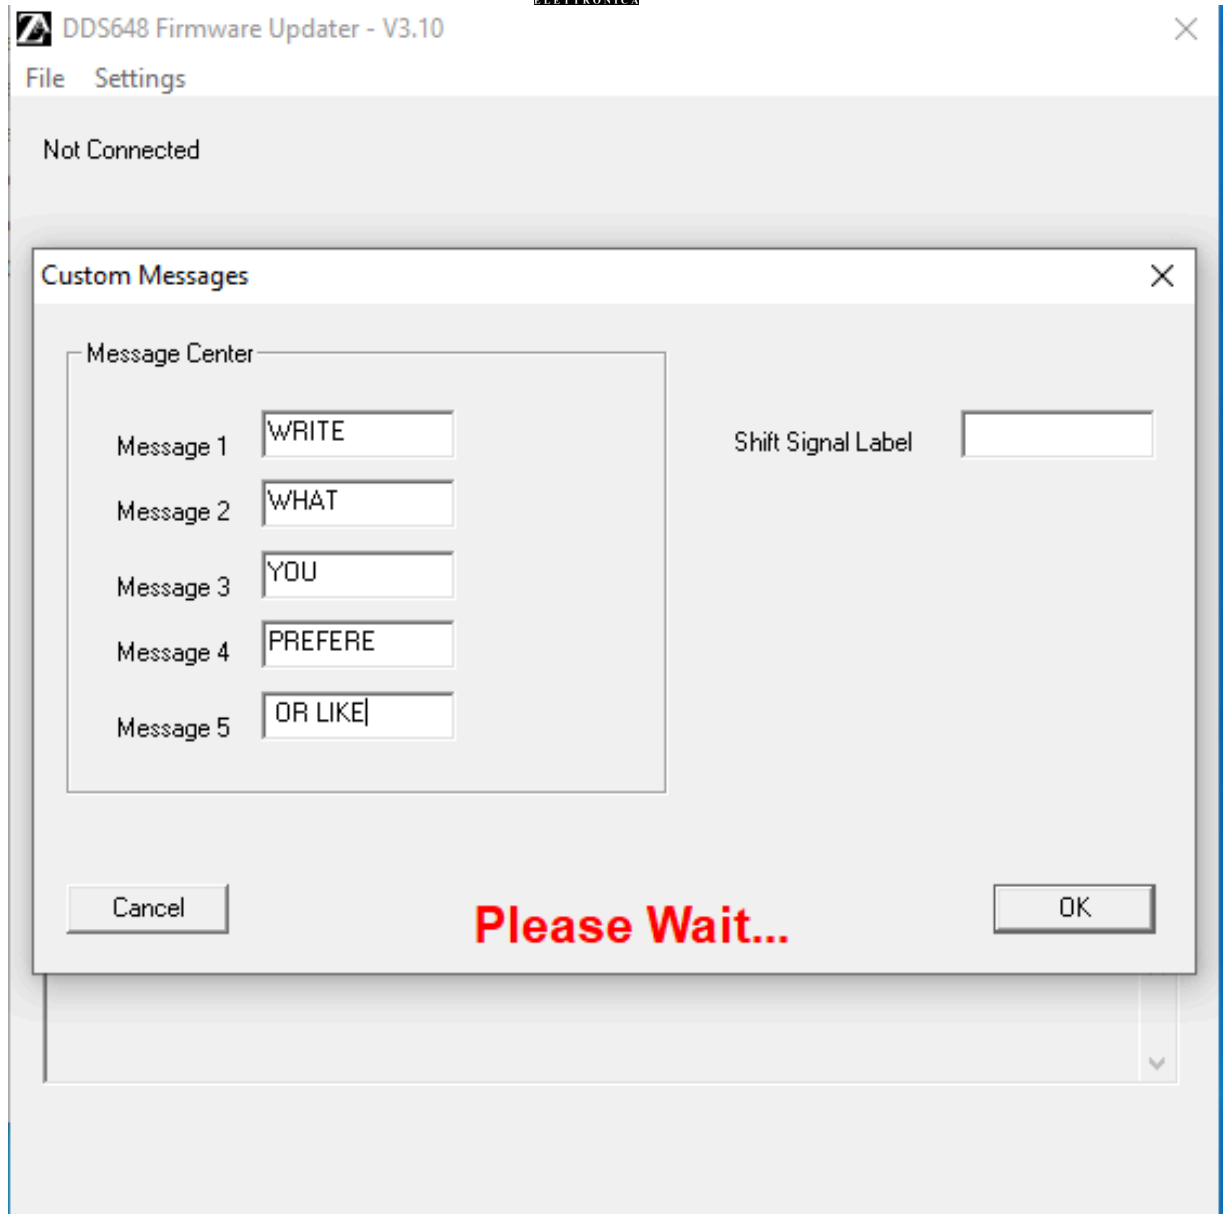 ELETTRONICA
DDS648 Firmware Updater - V3.10
File Settings
Not Connected
Custom Messages
Message Center
Message 1 WRITE
Shift Signal Label
Message 2 WHAT
Message 3 YOU
Message 4 PREFERE
Message 5 OR LIKE
Cancel
Please Wait...
OK